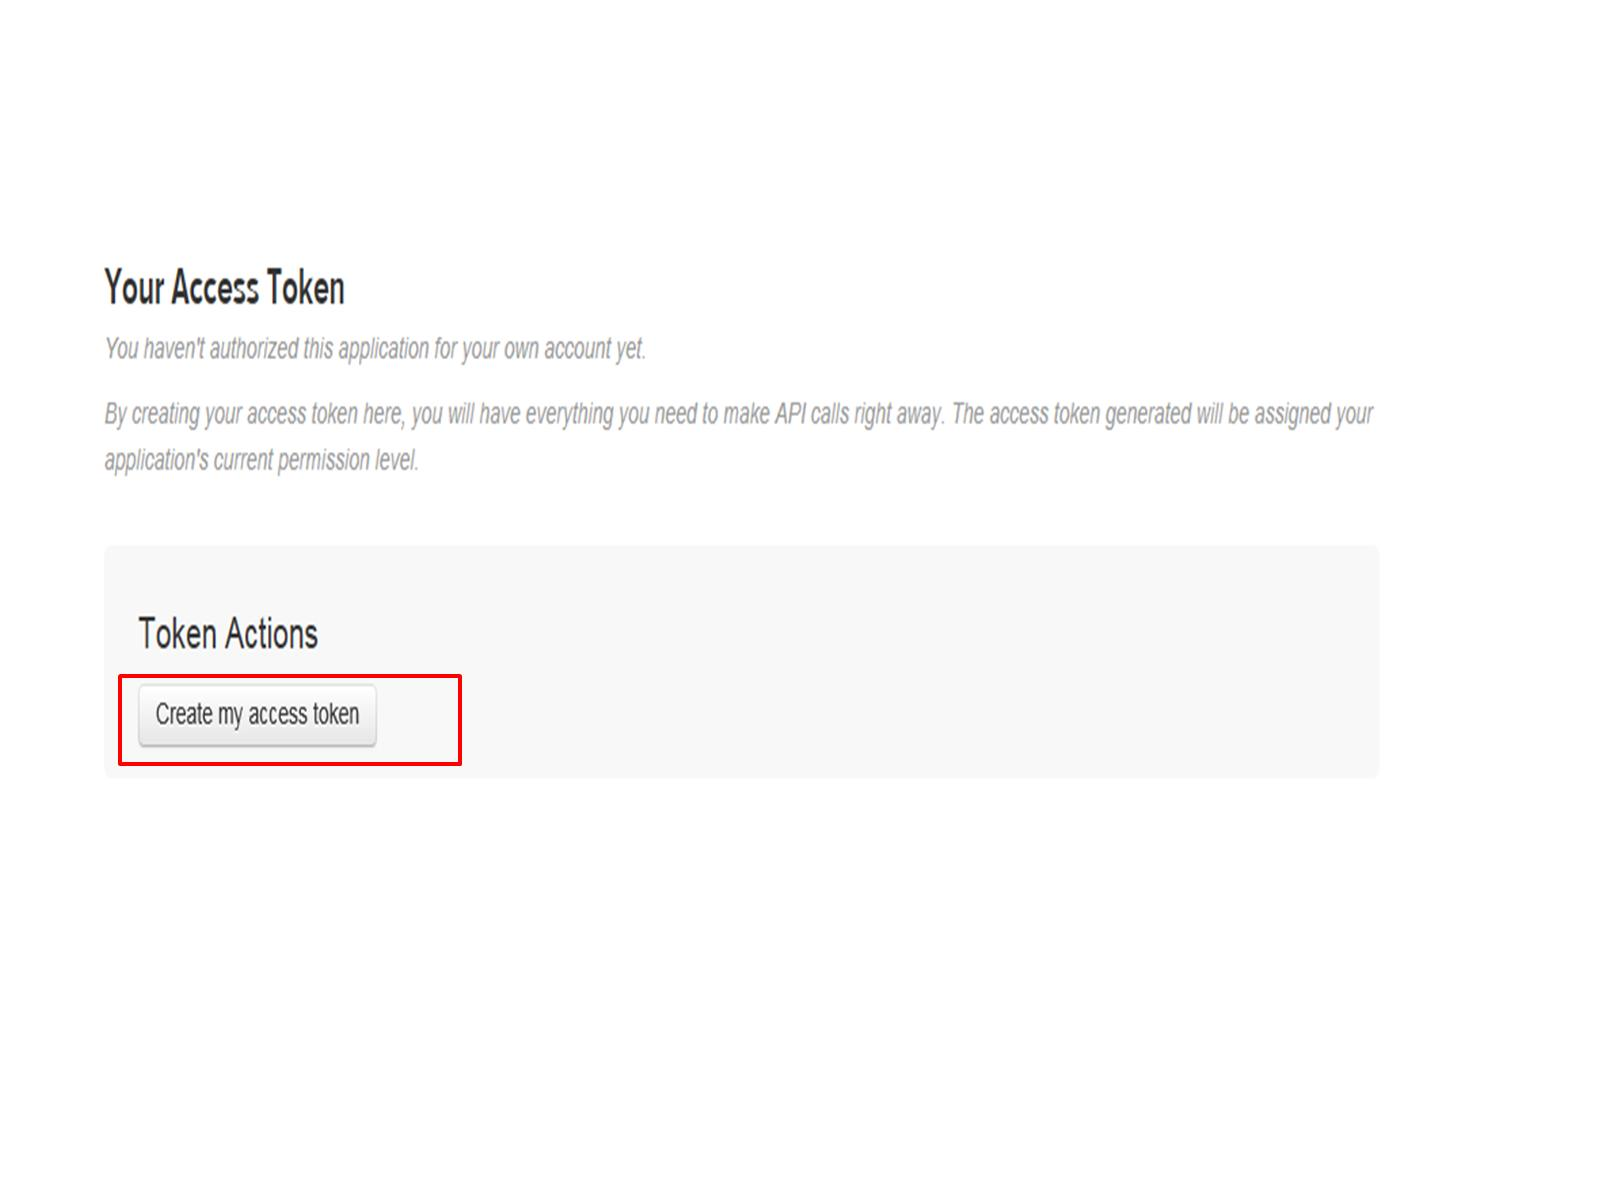 Your Access Token
You haven't authorized this application for your own account yet.
By creating your access token here, you will have everything you need to make API calls right away. The access token generated will be assigned your
application's current permission level.
Token Actions
Create my access token